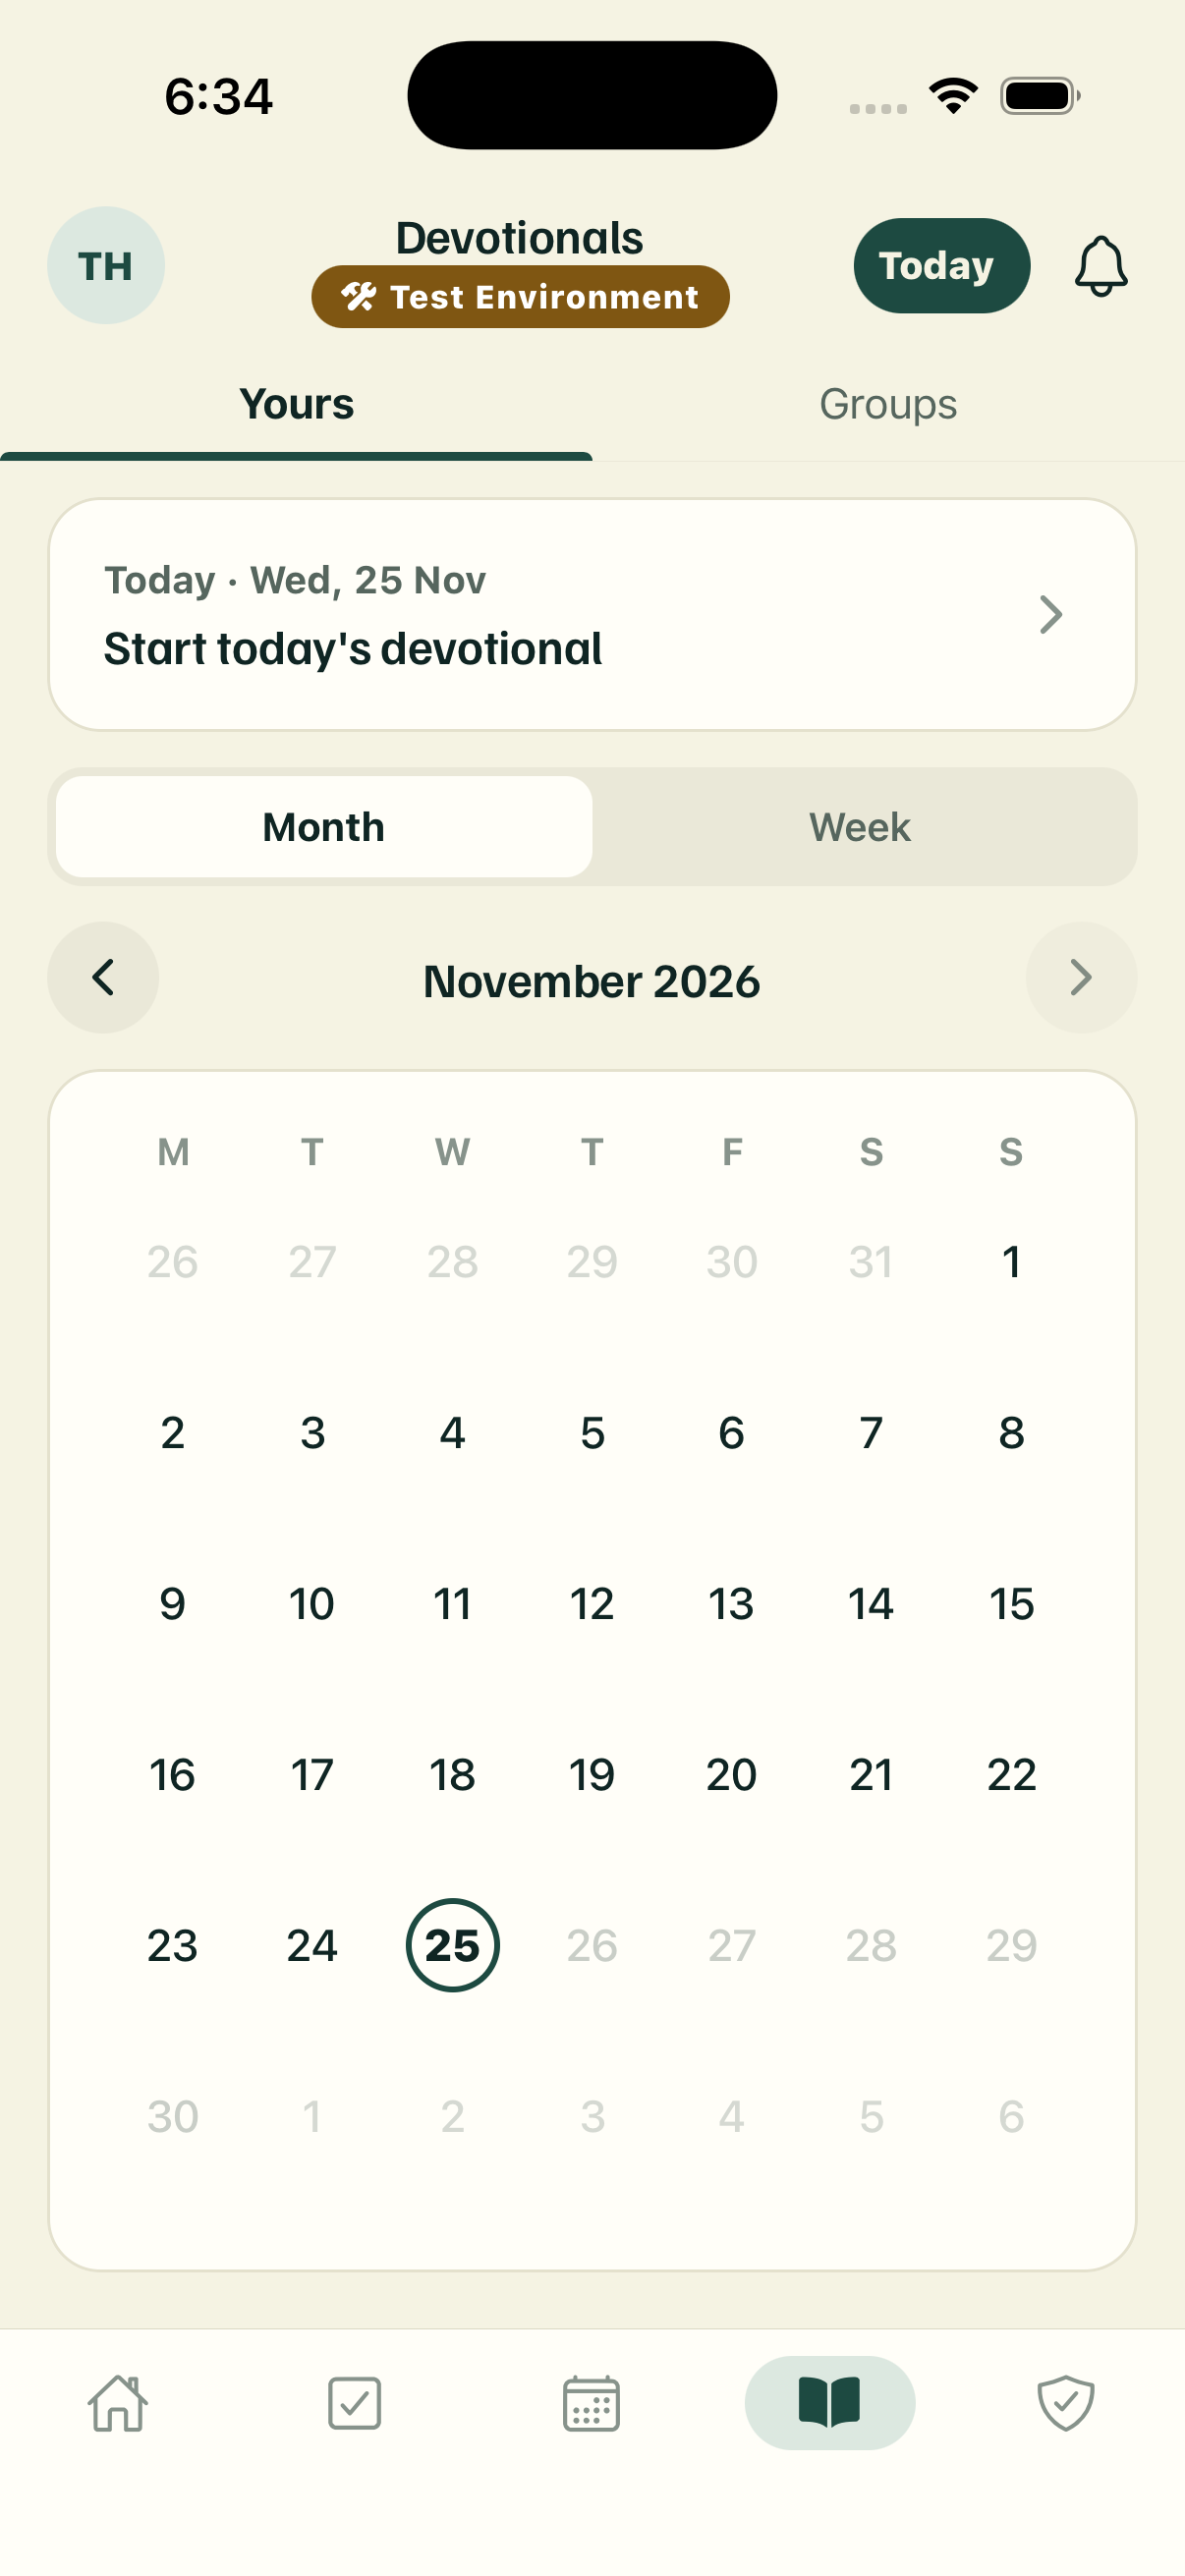 6:34
TH
Devotionals
Test Environment
Today
Yours
Groups
Today · Wed, 25 Nov
Start today's devotional
Month
Week
November 2026
M T W T F S S
26 27 28 29 30 31 1
2 3 4 5 6 7 8
9 10 11 12 13 14 15
16 17 18 19 20 21 22
23 24 25 26 27 28 29
30 1 2 3 4 5 6